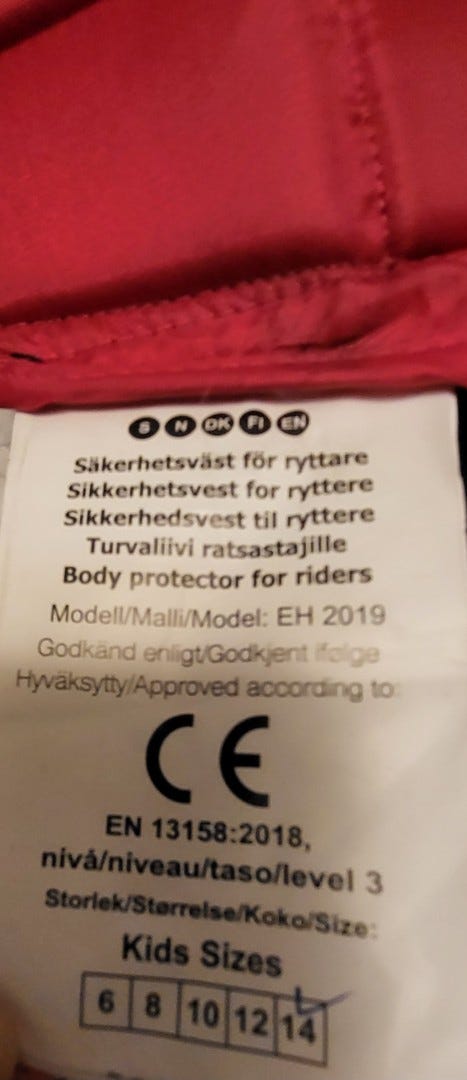 S N DK FI EN
Säkerhetsväst för ryttare
Sikkerhetsvest for ryttere
Sikkerhedsvest til ryttere
Turvaliivi ratsastajille
Body protector for riders
Modell/Malli/Model: EH 2019
Godkänd enligt/Godkjent ifølge
Hyväksytty/Approved according to:
CE
EN 13158:2018,
nivå/niveau/taso/level 3
Storlek/Størrelse/Koko/Size:
Kids Sizes
6 8 10 12 14